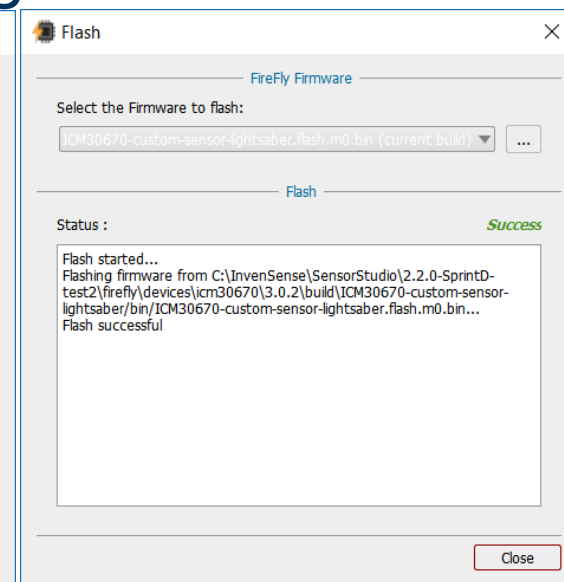 Flash
FireFly Firmware
Select the Firmware to flash:
ICM30670-custom-sensor-lightsaber.flash.m0.bin (current build)
...
Flash
Status :
Success
Flash started...
Flashing firmware from C:\InvenSense\SensorStudio\2.2.0-SprintD-
test2\firefly\devices\icm30670\3.0.2\build\ICM30670-custom-sensor-
lightsaber/bin/ICM30670-custom-sensor-lightsaber.flash.m0.bin...
Flash successful
Close